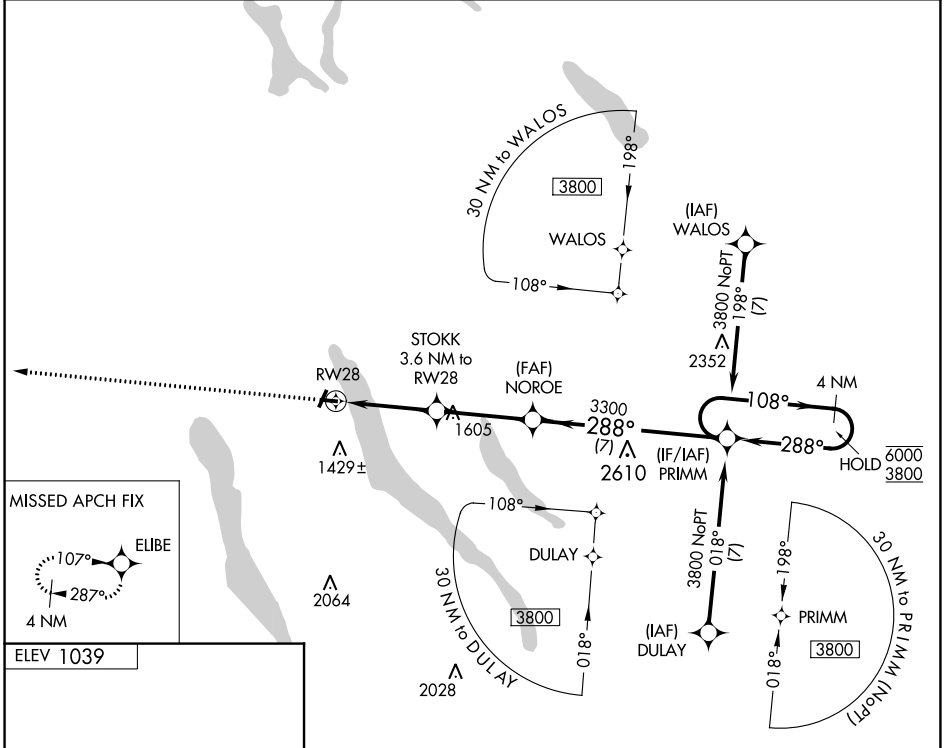 30 NM to WALOS
198°
3800
WALOS
108°
(IAF)
WALOS
3800 NoPT
198°
(7)
2352
STOKK
3.6 NM to
RW28
RW28
(FAF)
NOROE
1605
1429±
3300
288°
(7)
2610
(IF/IAF)
PRIMM
108°
4 NM
288°
HOLD
6000
3800
MISSED APCH FIX
107°
ELIBE
287°
4 NM
2064
108°
DULAY
3800
018°
30 NM to DULAY
2028
3800 NoPT
018°
(7)
(IAF)
DULAY
198°
PRIMM
018°
3800
30 NM to PRIMM (NoPT)
ELEV 1039